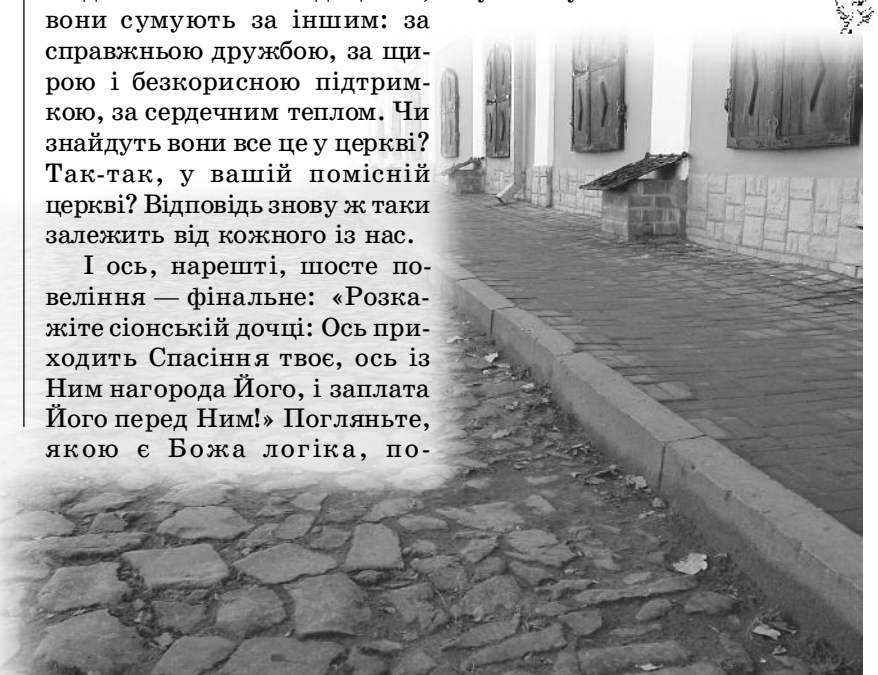 вони сумують за іншим: за
справжньою дружбою, за щи-
рою і безкорисною підтрим-
кою, за сердечним теплом. Чи
знайдуть вони все це у церкві?
Так-так, у вашій помісній
церкві? Відповідь знову ж таки
залежить від кожного із нас.
І ось, нарешті, шосте по-
веління — фінальне: «Розка-
жіте сіонській дочці: Ось при-
ходить Спасіння твоє, ось із
Ним нагорода Його, і заплата
Його перед Ним!» Погляньте,
якою є Божа логіка, по-